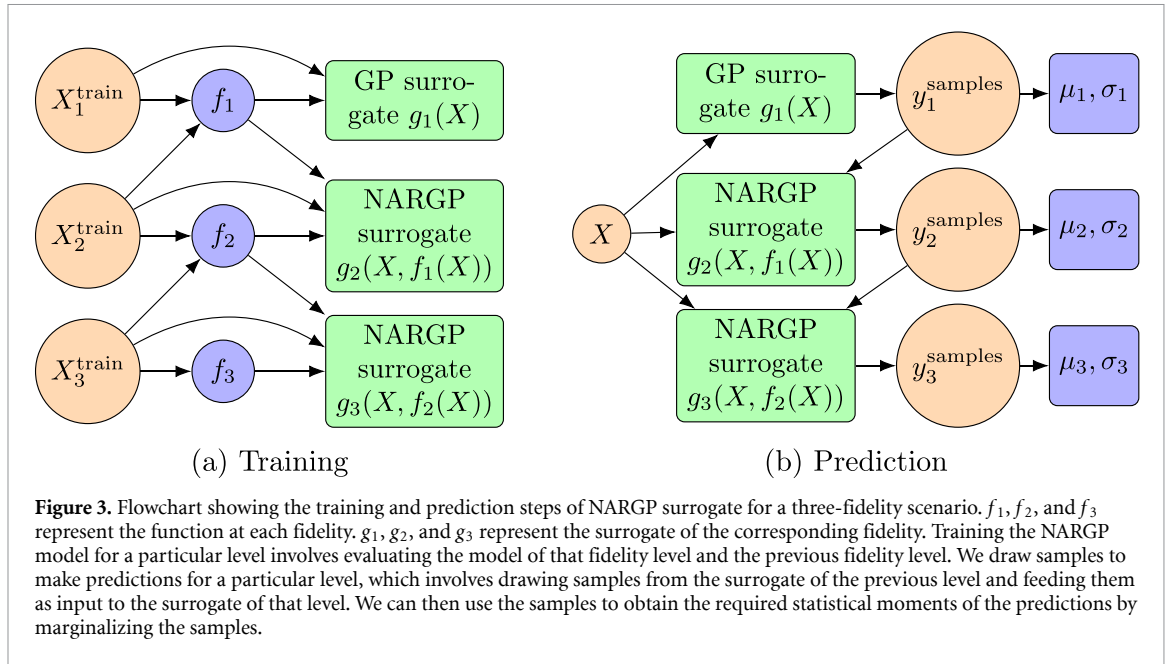 X_1^train
f_1
GP surro-
gate g_1(X)
X_2^train
f_2
NARGP
surrogate
g_2(X, f_1(X))
X_3^train
f_3
NARGP
surrogate
g_3(X, f_2(X))
(a) Training
X
GP surro-
gate g_1(X)
y_1^samples
μ_1, σ_1
NARGP
surrogate
g_2(X, f_1(X))
y_2^samples
μ_2, σ_2
NARGP
surrogate
g_3(X, f_2(X))
y_3^samples
μ_3, σ_3
(b) Prediction
Figure 3. Flowchart showing the training and prediction steps of NARGP surrogate for a three-fidelity scenario. f_1, f_2, and f_3
represent the function at each fidelity. g_1, g_2, and g_3 represent the surrogate of the corresponding fidelity. Training the NARGP
model for a particular level involves evaluating the model of that fidelity level and the previous fidelity level. We draw samples to
make predictions for a particular level, which involves drawing samples from the surrogate of the previous level and feeding them
as input to the surrogate of that level. We can then use the samples to obtain the required statistical moments of the predictions by
marginalizing the samples.